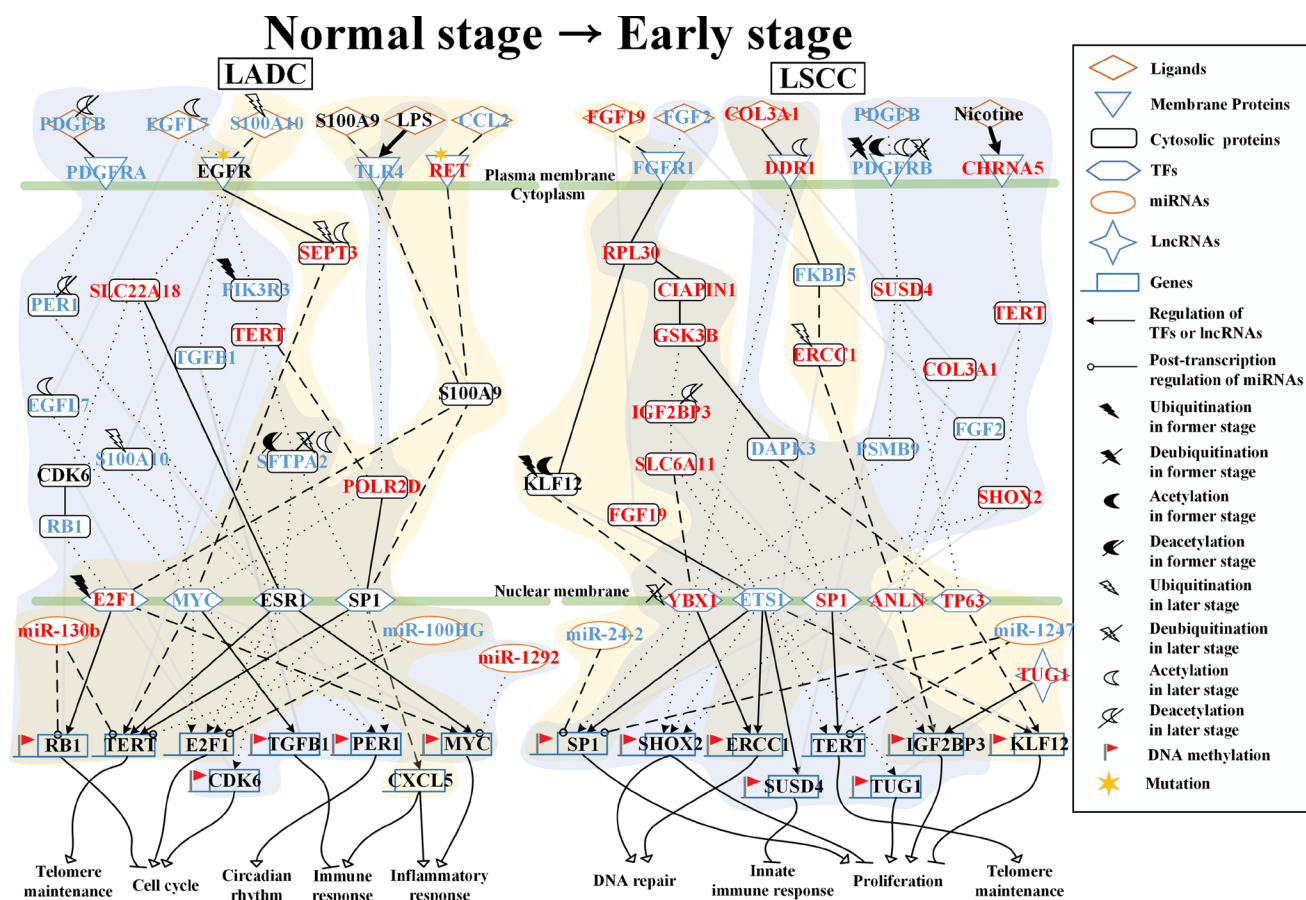 Normal stage → Early stage
LADC
LSCC
PDGFB
EGFL7
S100A10
S100A9
LPS
CCL2
FGF19
FGF2
COL3A1
PDGFB
Nicotine
PDGFRA
EGFR
TLR4
RET
FGFR1
DDR1
PDGFRB
CHRNA5
Plasma membrane
Cytoplasm
SEPT3
RPL30
FKBP5
SUSD4
PER1
SLC22A18
PIK3R3
CIAPIN1
TERT
TERT
GSK3B
TGFB1
ERCC1
COL3A1
EGFL7
S100A9
IGF2BP3
FGF2
S100A10
SFTPA2
DAPK3
PSMB9
CDK6
POLR2D
SLC6A11
KLF12
SHOX2
RB1
FGF19
Nuclear membrane
E2F1
MYC
ESR1
SP1
YBX1
ETS1
SP1
ANLN
TP63
miR-130b
miR-100HG
miR-1292
miR-24-2
miR-1247
TUG1
RB1
TERT
E2F1
TGFB1
PER1
MYC
SP1
SHOX2
ERCC1
TERT
IGF2BP3
KLF12
CDK6
CXCL5
SUSD4
TUG1
Telomere
maintenance
Cell cycle
Circadian
rhythm
Immune
response
Inflammatory
response
DNA repair
Innate
immune response
Proliferation
Telomere
maintenance
Ligands
Membrane Proteins
Cytosolic proteins
TFs
miRNAs
LncRNAs
Genes
Regulation of
TFs or lncRNAs
Post-transcription
regulation of miRNAs
Ubiquitination
in former stage
Deubiquitination
in former stage
Acetylation
in former stage
Deacetylation
in former stage
Ubiquitination
in later stage
Deubiquitination
in later stage
Acetylation
in later stage
Deacetylation
in later stage
DNA methylation
Mutation